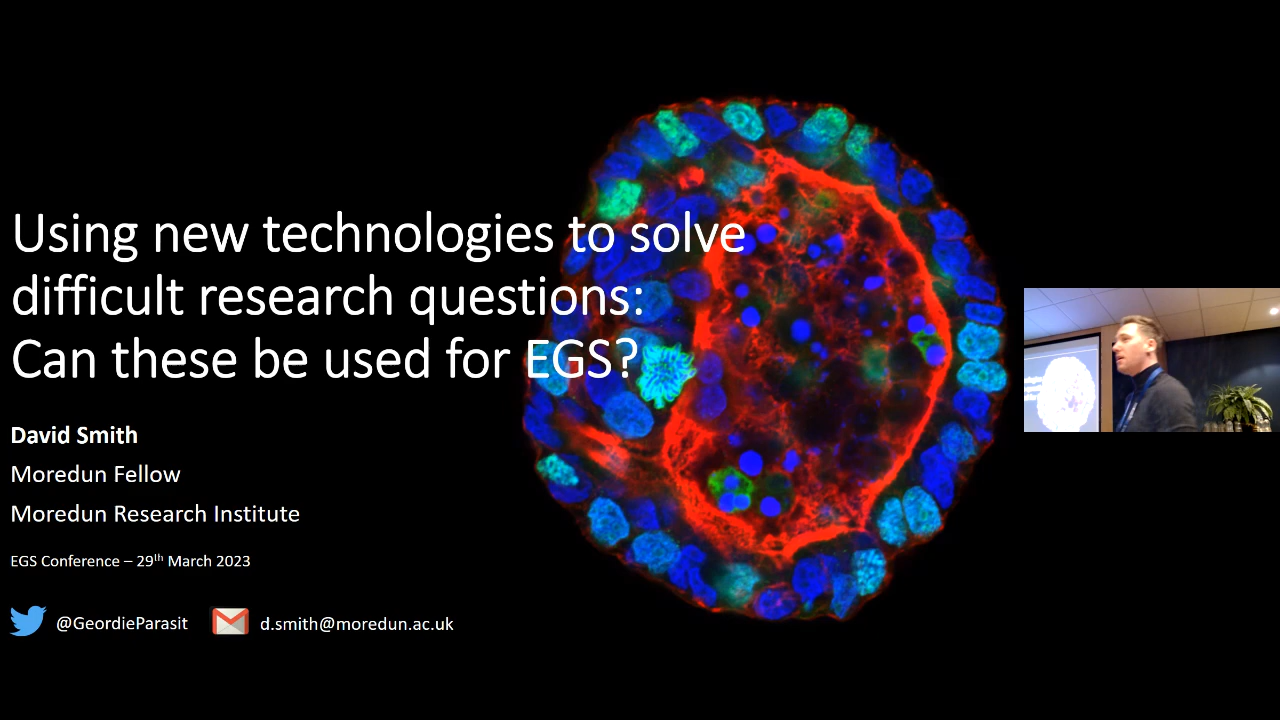 Using new technologies to solve
difficult research questions:
Can these be used for EGS?
David Smith
Moredun Fellow
Moredun Research Institute
EGS Conference – 29th March 2023
@GeordieParasit d.smith@moredun.ac.uk